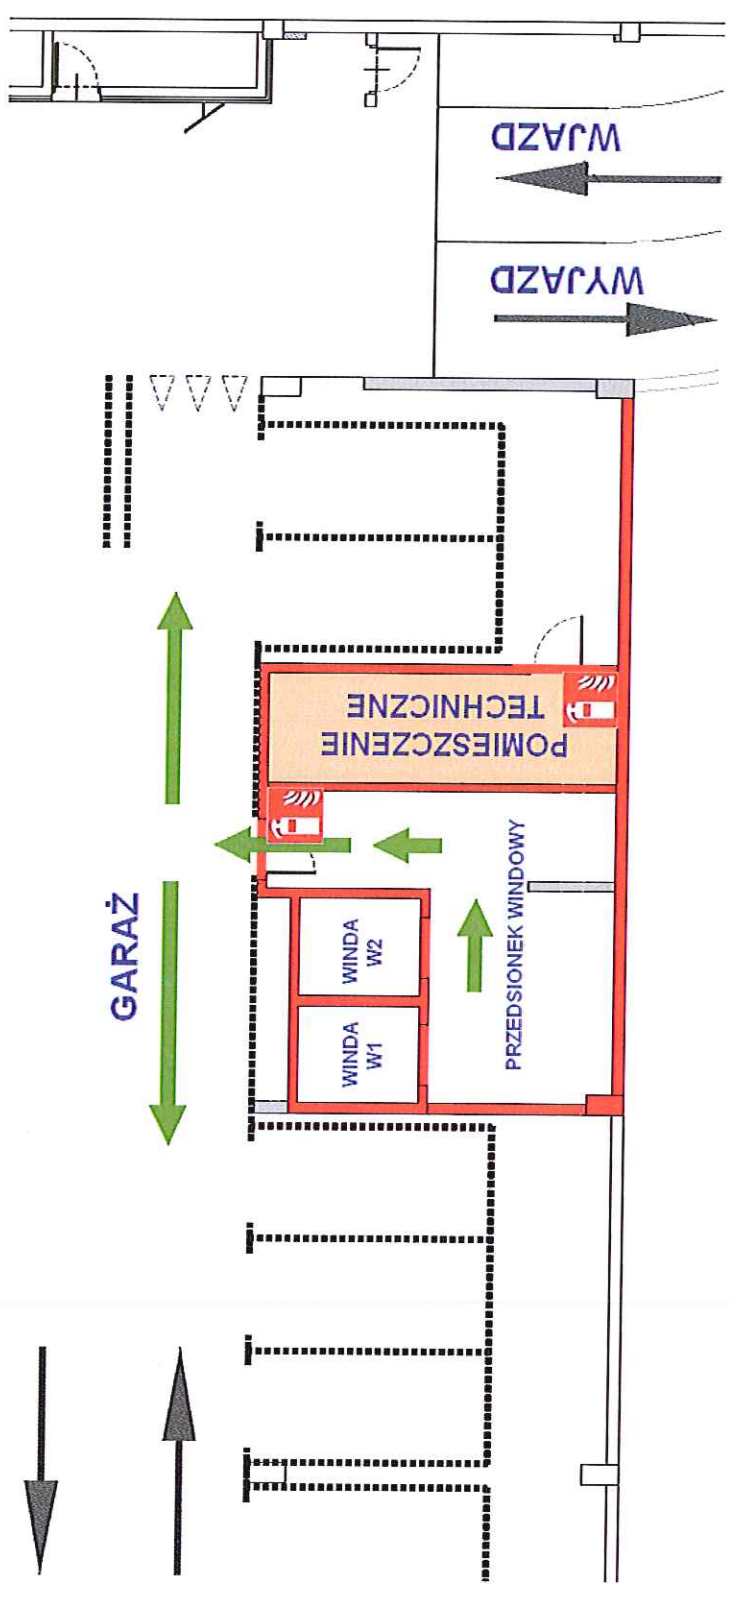 WJAZD
WYJAZD
POMIESZCZENIE
TECHNICZNE
GARAŻ
WINDA
W2
WINDA
W1
PRZEDSIONEK WINDOWY